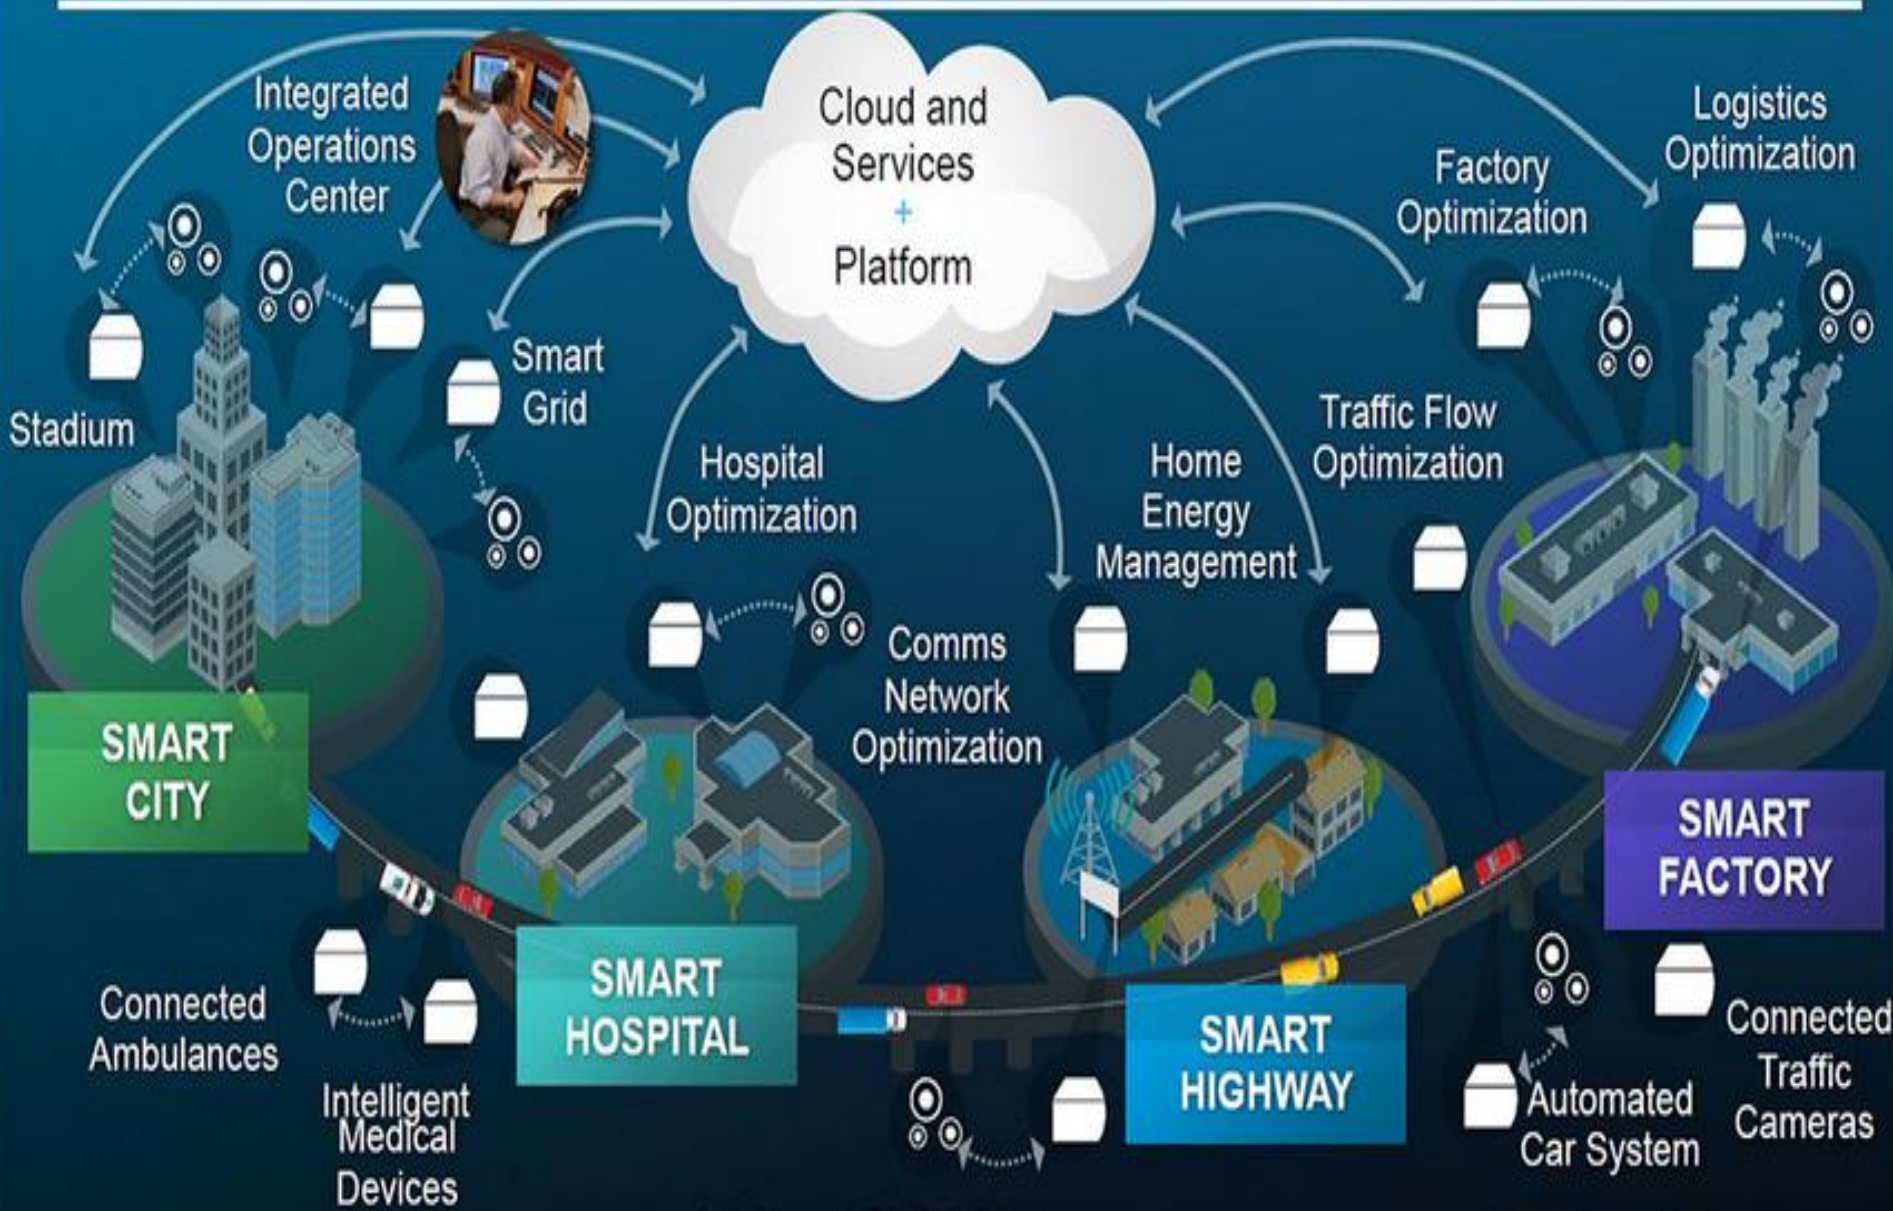 Integrated
Operations
Center
Cloud and
Services
+
Platform
Logistics
Optimization
Factory
Optimization
Stadium
Smart
Grid
Hospital
Optimization
Home
Energy
Management
Traffic Flow
Optimization
Comms
Network
Optimization
SMART
CITY
SMART
HOSPITAL
SMART
HIGHWAY
SMART
FACTORY
Connected
Ambulances
Intelligent
Medical
Devices
Automated
Car System
Connected
Traffic
Cameras